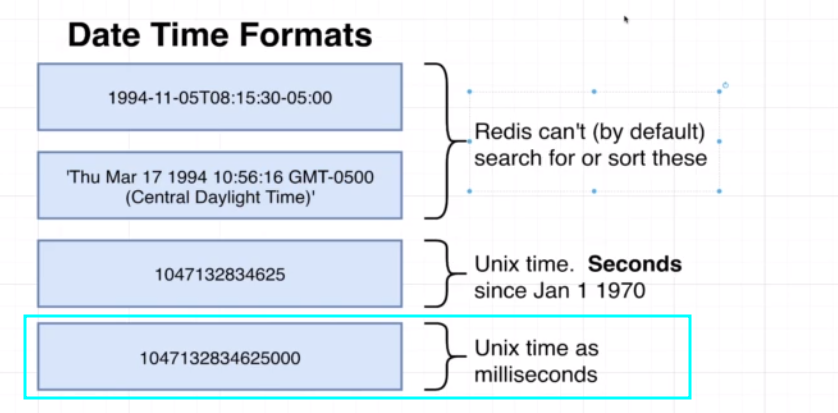 Date Time Formats
1994-11-05T08:15:30-05:00
'Thu Mar 17 1994 10:56:16 GMT-0500
(Central Daylight Time)'
Redis can't (by default)
search for or sort these
1047132834625
Unix time. Seconds
since Jan 1 1970
1047132834625000
Unix time as
milliseconds